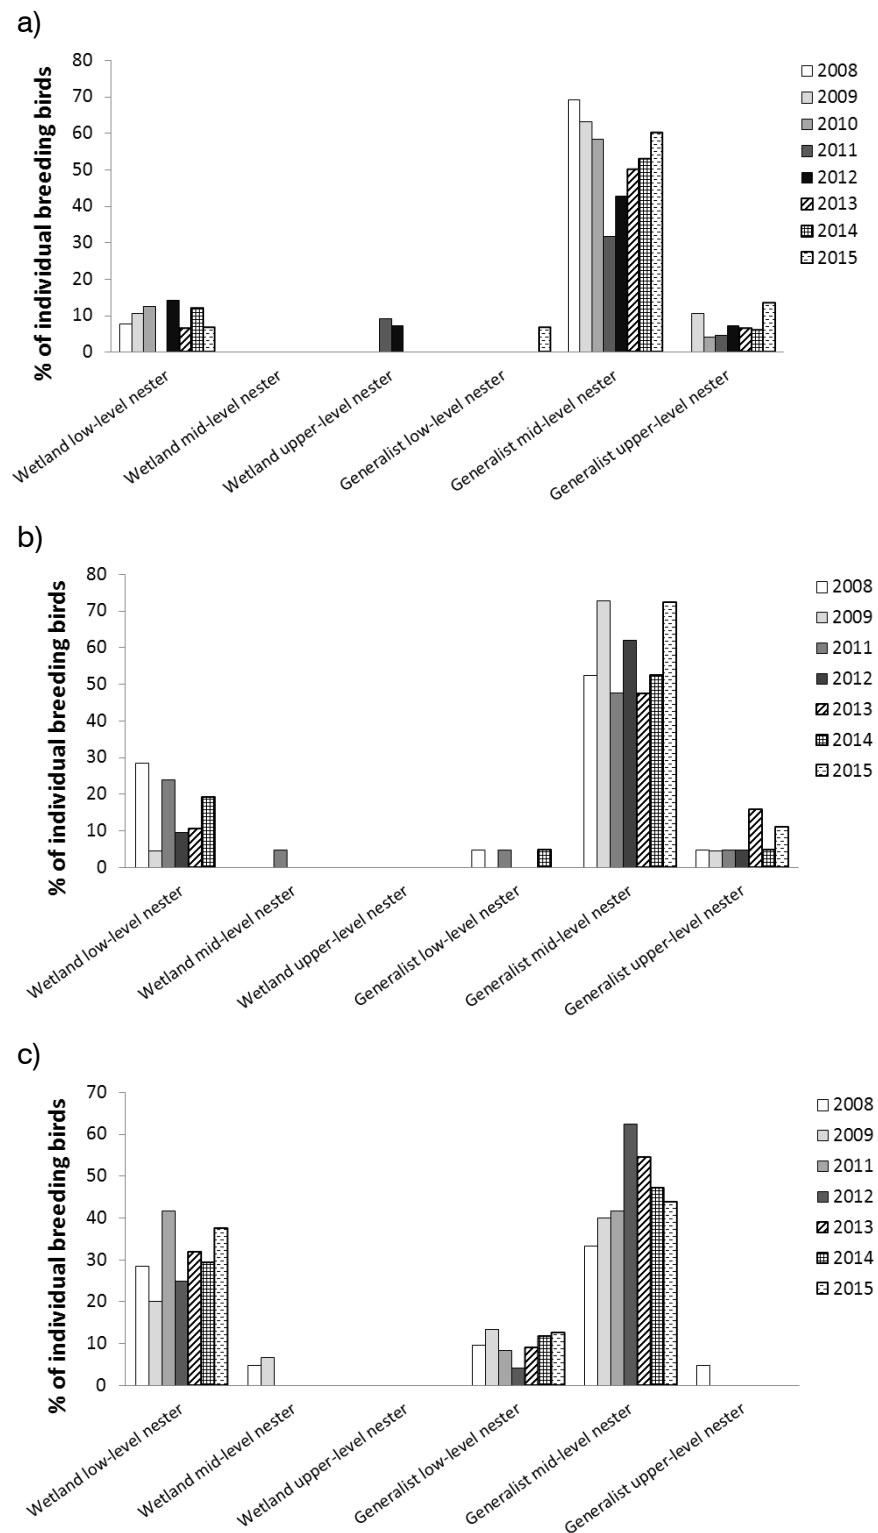 a)
% of individual breeding birds
80
70
60
50
40
30
20
10
0
Wetland low-level nester
Wetland mid-level nester
Wetland upper-level nester
Generalist low-level nester
Generalist mid-level nester
Generalist upper-level nester
2008
2009
2010
2011
2012
2013
2014
2015
b)
% of individual breeding birds
80
70
60
50
40
30
20
10
0
Wetland low-level nester
Wetland mid-level nester
Wetland upper-level nester
Generalist low-level nester
Generalist mid-level nester
Generalist upper-level nester
2008
2009
2011
2012
2013
2014
2015
c)
% of individual breeding birds
70
60
50
40
30
20
10
0
Wetland low-level nester
Wetland mid-level nester
Wetland upper-level nester
Generalist low-level nester
Generalist mid-level nester
Generalist upper-level nester
2008
2009
2011
2012
2013
2014
2015